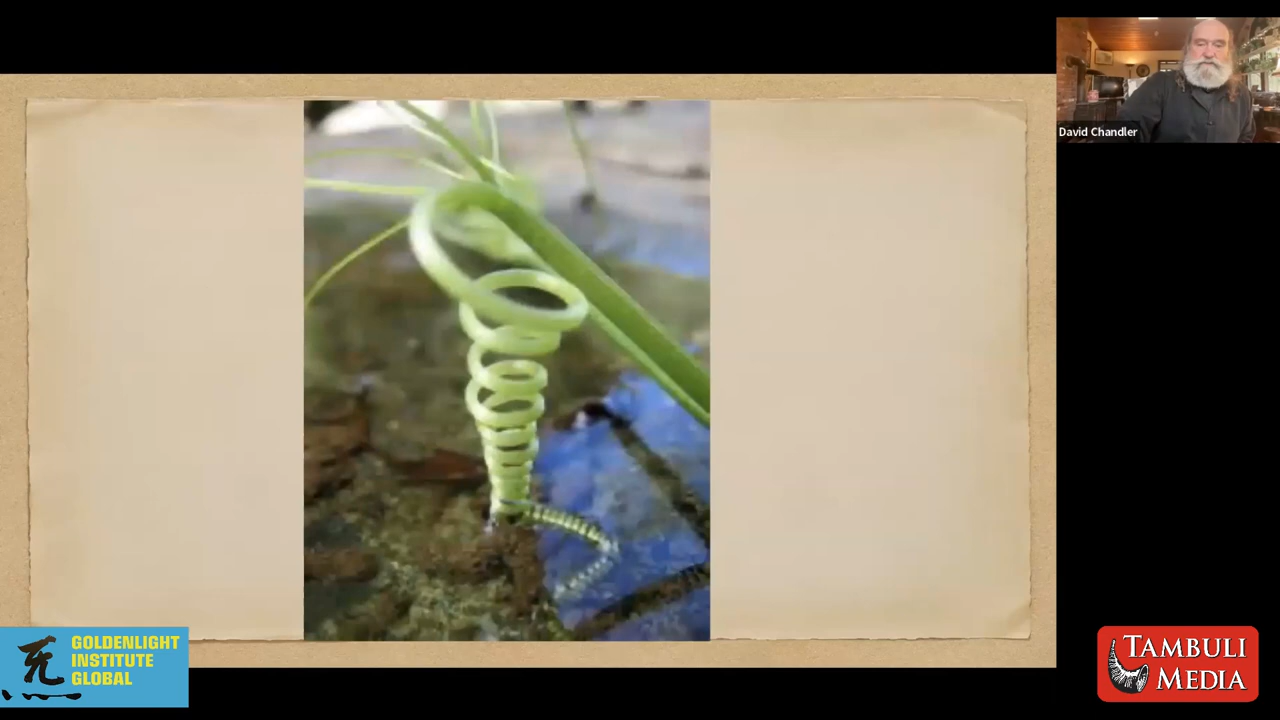 David Chandler
GOLDENLIGHT
INSTITUTE
GLOBAL
TAMBULI
MEDIA